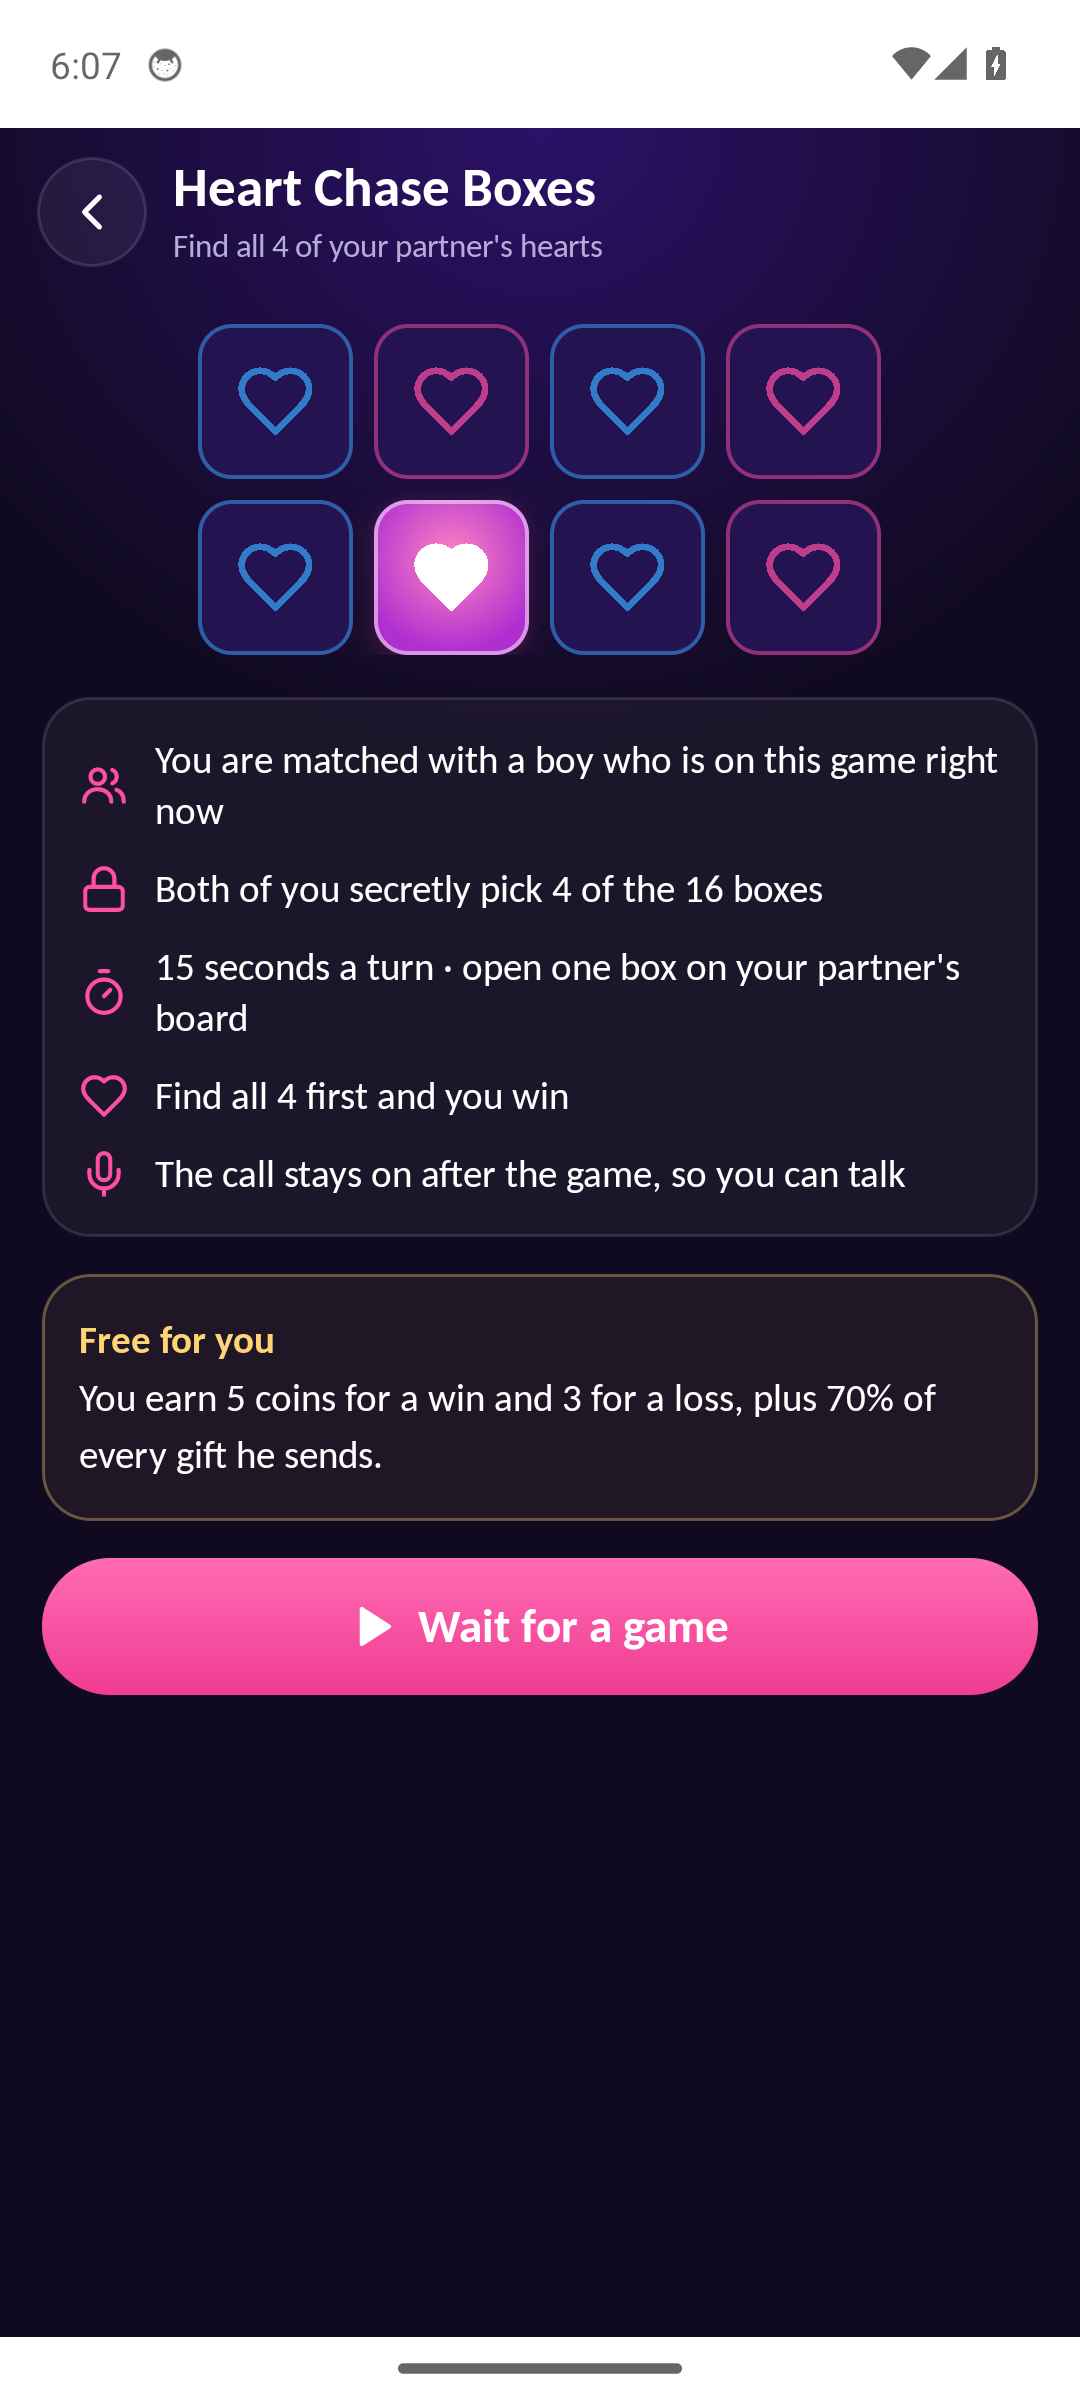 6:07
Heart Chase Boxes
Find all 4 of your partner's hearts
You are matched with a boy who is on this game right
now
Both of you secretly pick 4 of the 16 boxes
15 seconds a turn · open one box on your partner's
board
Find all 4 first and you win
The call stays on after the game, so you can talk
Free for you
You earn 5 coins for a win and 3 for a loss, plus 70% of
every gift he sends.
Wait for a game